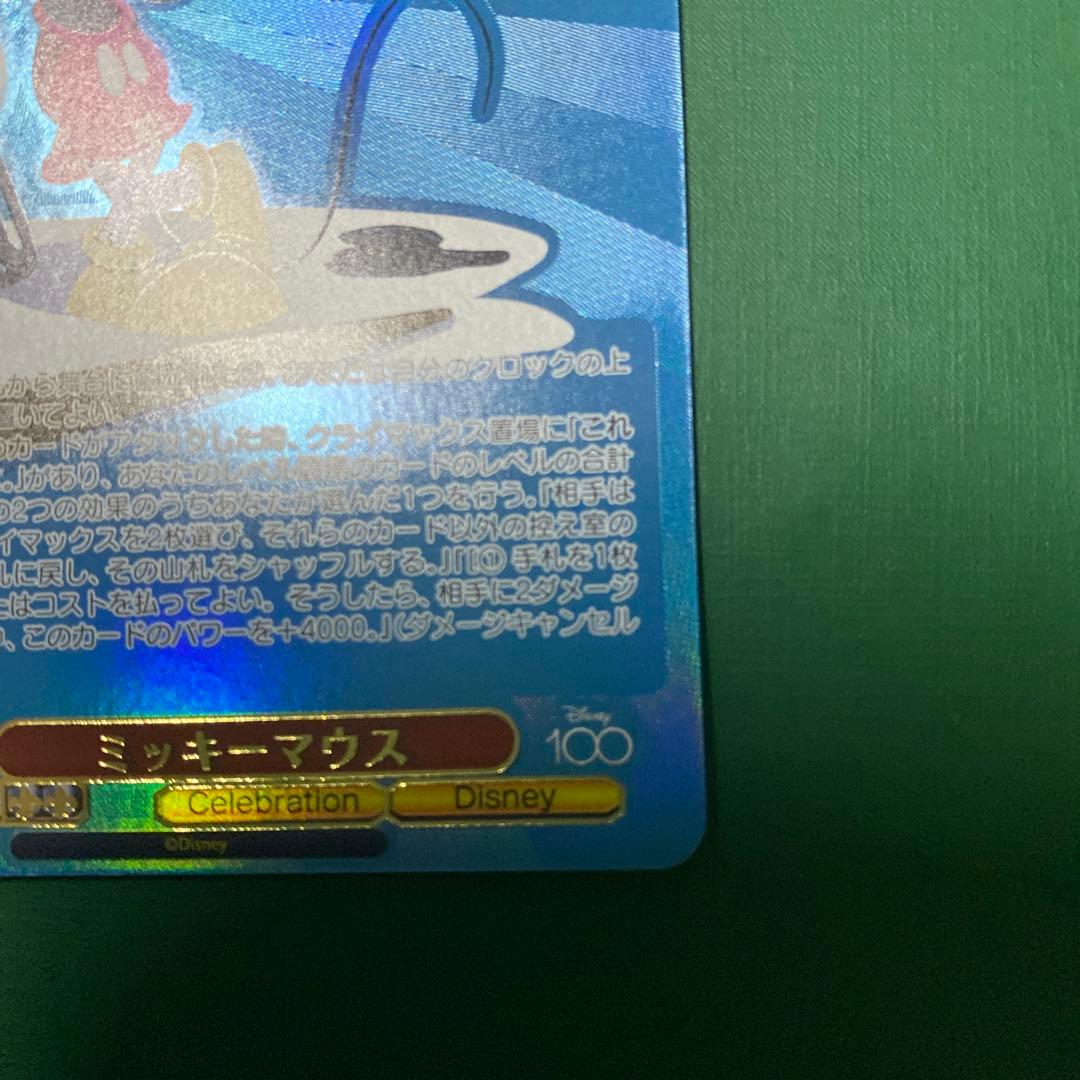 から舞台に 自分のクロックの上
いてよい。
のカードがアタックした時、クライマックス置場に「これ
。」があり、あなたのレベル置場のカードのレベルの合計
の2つの効果のうちあなたが選んだ1つを行う。『相手は
イマックスを2枚選び、それらのカード以外の控え室の
札に戻し、その山札をシャッフルする。』『[① 手札を1枚
たはコストを払ってよい。そうしたら、相手に2ダメージ
、このカードのパワーを+4000。』(ダメージキャンセル
ミッキーマウス
Disney
100
Celebration
Disney
©Disney